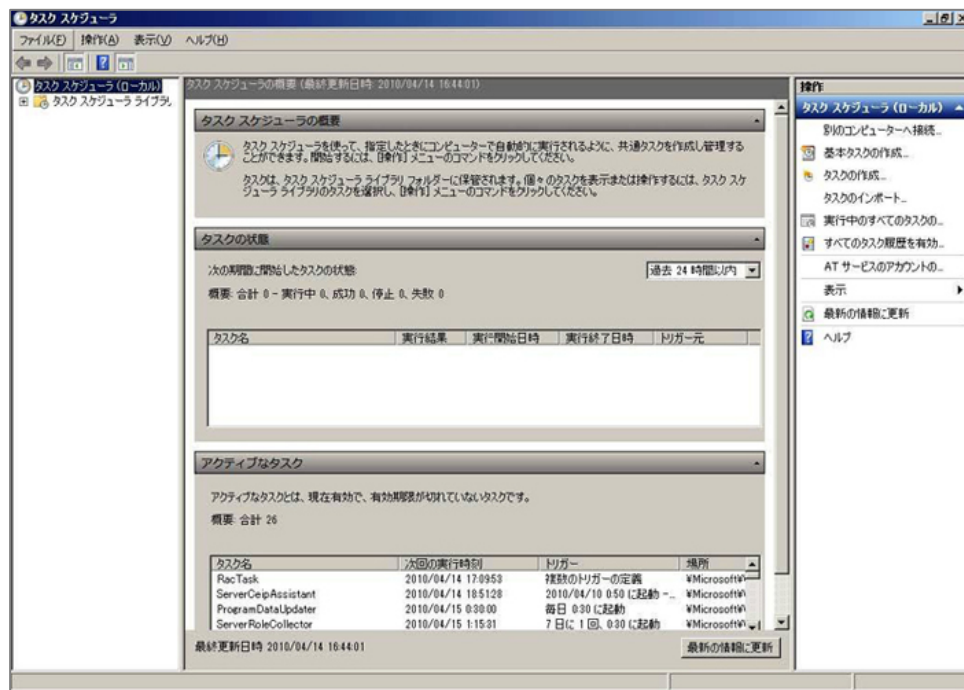 タスク スケジューラ
ファイル(F) 操作(A) 表示(V) ヘルプ(H)
タスク スケジューラ (ローカル)
タスク スケジューラ ライブラ
タスク スケジューラの概要 (最終更新日時: 2010/04/14 16:44:01)
タスク スケジューラの概要
タスク スケジューラを使って、指定したときにコンピューターで自動的に実行されるように、共通タスクを作成し管理する
ことができます。開始するには、[操作] メニューのコマンドをクリックしてください。
タスクは、タスク スケジューラ ライブラリ フォルダーに保管されます。個々のタスクを表示または操作するには、タスク スケ
ジューラ ライブラリのタスクを選択し、[操作] メニューのコマンドをクリックしてください。
タスクの状態
次の期間に開始したタスクの状態:
過去 24 時間以内
概要: 合計 0 - 実行中 0、成功 0、停止 0、失敗 0
タスク名 実行結果 実行開始日時 実行終了日時 トリガー元
アクティブなタスク
アクティブなタスクとは、現在有効で、有効期限が切れていないタスクです。
概要: 合計 26
タスク名 次回の実行時刻 トリガー 場所
RacTask 2010/04/14 17:09:53 複数のトリガーの定義 ¥Microsoft¥
ServerCeipAssistant 2010/04/14 18:51:28 2010/04/10 0:50 に起動 -... ¥Microsoft¥
ProgramDataUpdater 2010/04/15 0:30:00 毎日 0:30 に起動 ¥Microsoft¥
ServerRoleCollector 2010/04/15 1:15:31 7 日に 1 回、0:30 に起動 ¥Microsoft¥
最終更新日時 2010/04/14 16:44:01
最新の情報に更新
操作
タスク スケジューラ (ローカル)
別のコンピューターへ接続...
基本タスクの作成...
タスクの作成...
タスクのインポート...
実行中のすべてのタスクの...
すべてのタスク履歴を有効...
AT サービスのアカウントの...
表示
最新の情報に更新
ヘルプ